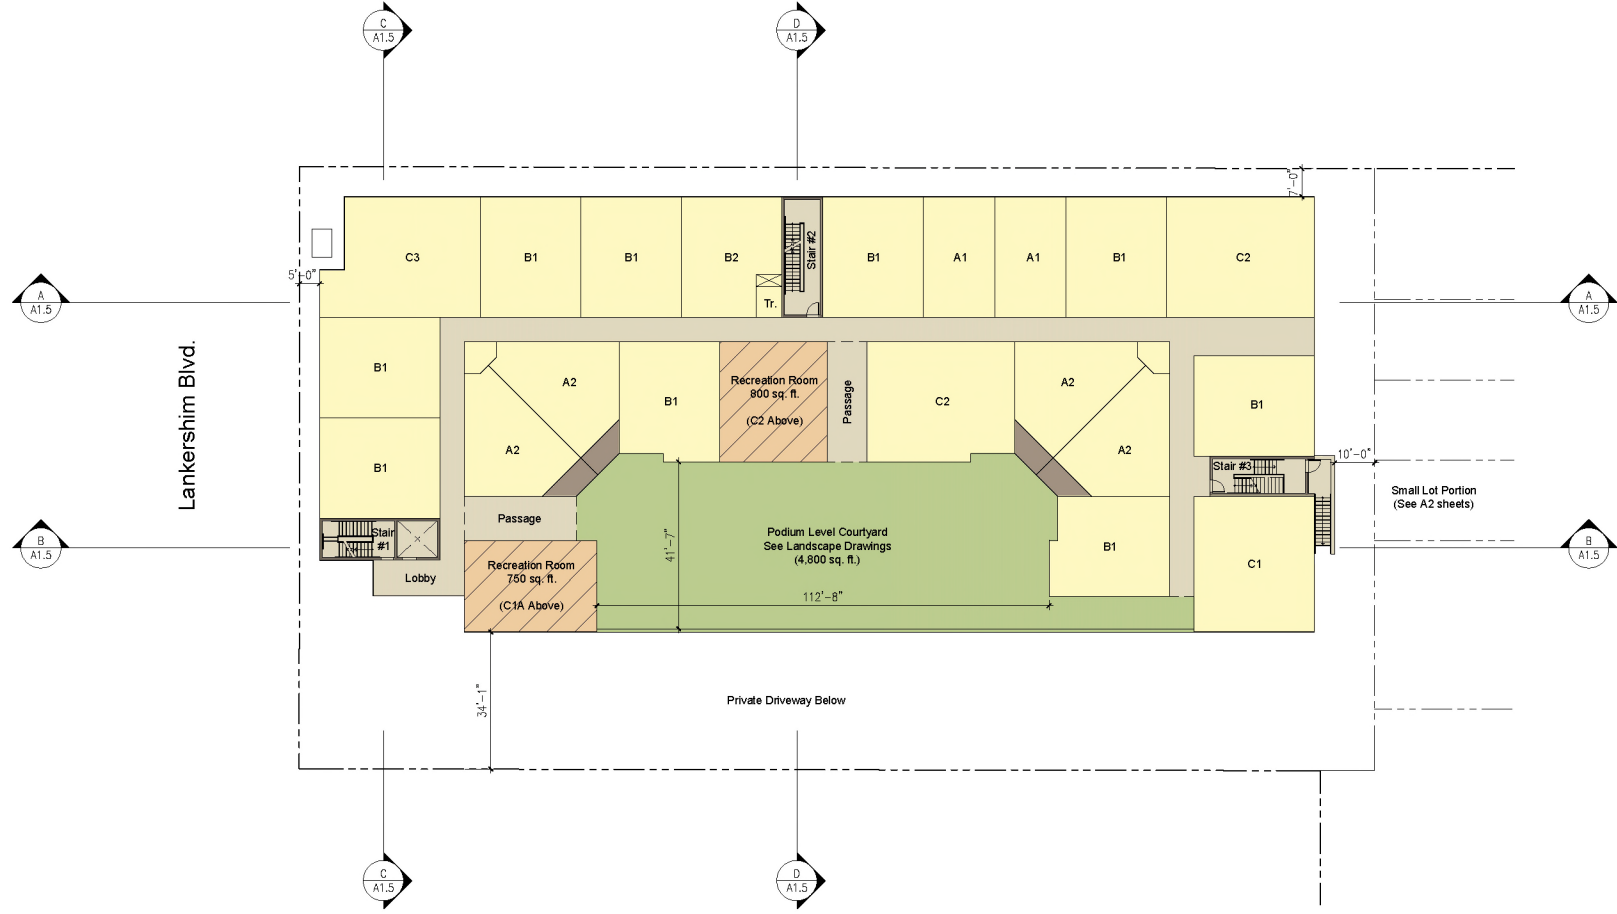 C
A1.5
D
A1.5
7'-0"
C3
B1
B1
B2
Tr.
Stair #2
B1
A1
A1
B1
C2
5'-0"
A
A1.5
A
A1.5
Lankershim Blvd.
B1
B1
A2
A2
B1
Recreation Room
800 sq. ft.
(C2 Above)
Passage
C2
A2
A2
B1
Stair #3
10'-0"
Small Lot Portion
(See A2 sheets)
B
A1.5
Stair
#1
Lobby
Passage
Recreation Room
750 sq. ft.
(C1A Above)
41'-7"
Podium Level Courtyard
See Landscape Drawings
(4,800 sq. ft.)
112'-8"
B1
C1
B
A1.5
34'-1"
Private Driveway Below
C
A1.5
D
A1.5